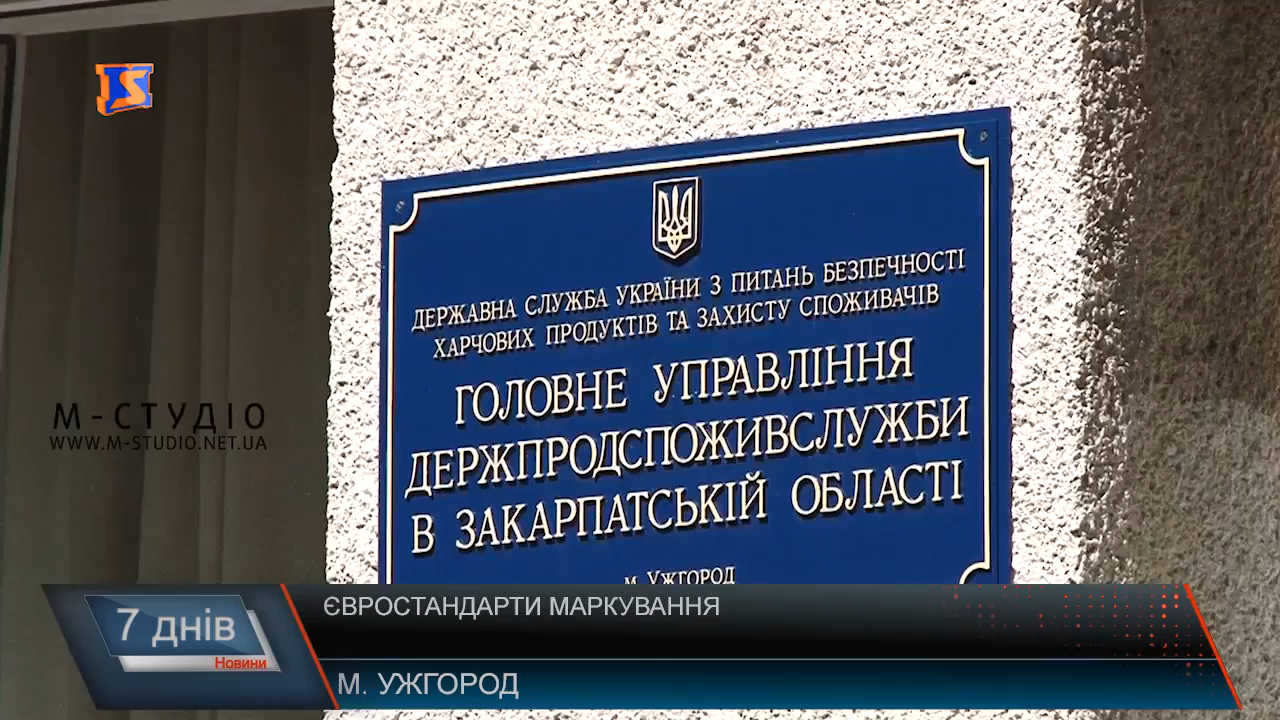 ДЕРЖАВНА СЛУЖБА УКРАЇНИ З ПИТАНЬ БЕЗПЕЧНОСТІ
ХАРЧОВИХ ПРОДУКТІВ ТА ЗАХИСТУ СПОЖИВАЧІВ
ГОЛОВНЕ УПРАВЛІННЯ
ДЕРЖПРОДСПОЖИВСЛУЖБИ
В ЗАКАРПАТСЬКІЙ ОБЛАСТІ
м. УЖГОРОД
М-СТУДІО
WWW.M-STUDIO.NET.UA
7 днів
Новини
ЄВРОСТАНДАРТИ МАРКУВАННЯ
М. УЖГОРОД